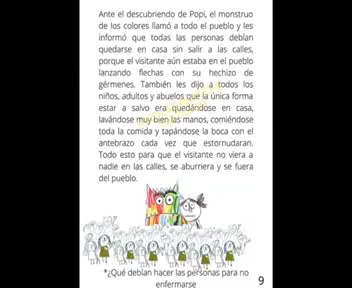 Ante el descubriendo de Popi, el monstruo
de los colores llamó a todo el pueblo y les
informó que todas las personas debían
quedarse en casa sin salir a las calles,
porque el visitante aún estaba en el pueblo
lanzando flechas con su hechizo de
gérmenes. También les dijo a todos los
niños, adultos y abuelos que la única forma
estar a salvo era quedándose en casa,
lavándose muy bien las manos, comiéndose
toda la comida y tapándose la boca con el
antebrazo cada vez que estornudaran.
Todo esto para que el visitante no viera a
nadie en las calles, se aburriera y se fuera
del pueblo.
*¿Qué debían hacer las personas para no
enfermarse
9